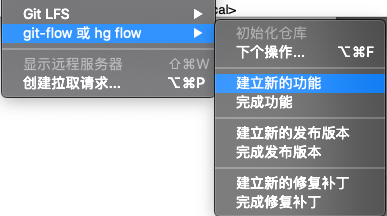 cal>
Git LFS
git-flow 或 hg flow
显示远程服务器 ⇧⌘W
创建拉取请求... ⌥⌘P
初始化仓库
下个操作... ⌥⌘F
建立新的功能
完成功能
建立新的发布版本
完成发布版本
建立新的修复补丁
完成修复补丁